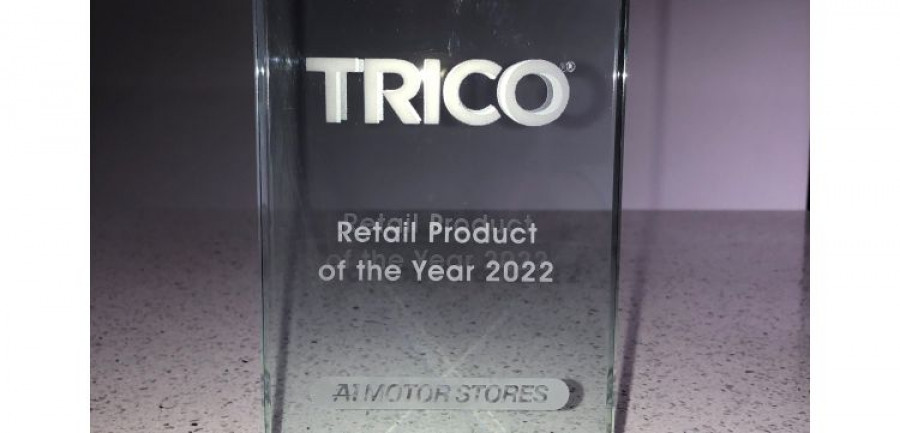 TRICO®
Retail Product
of the Year 2022
A1 MOTOR STORES